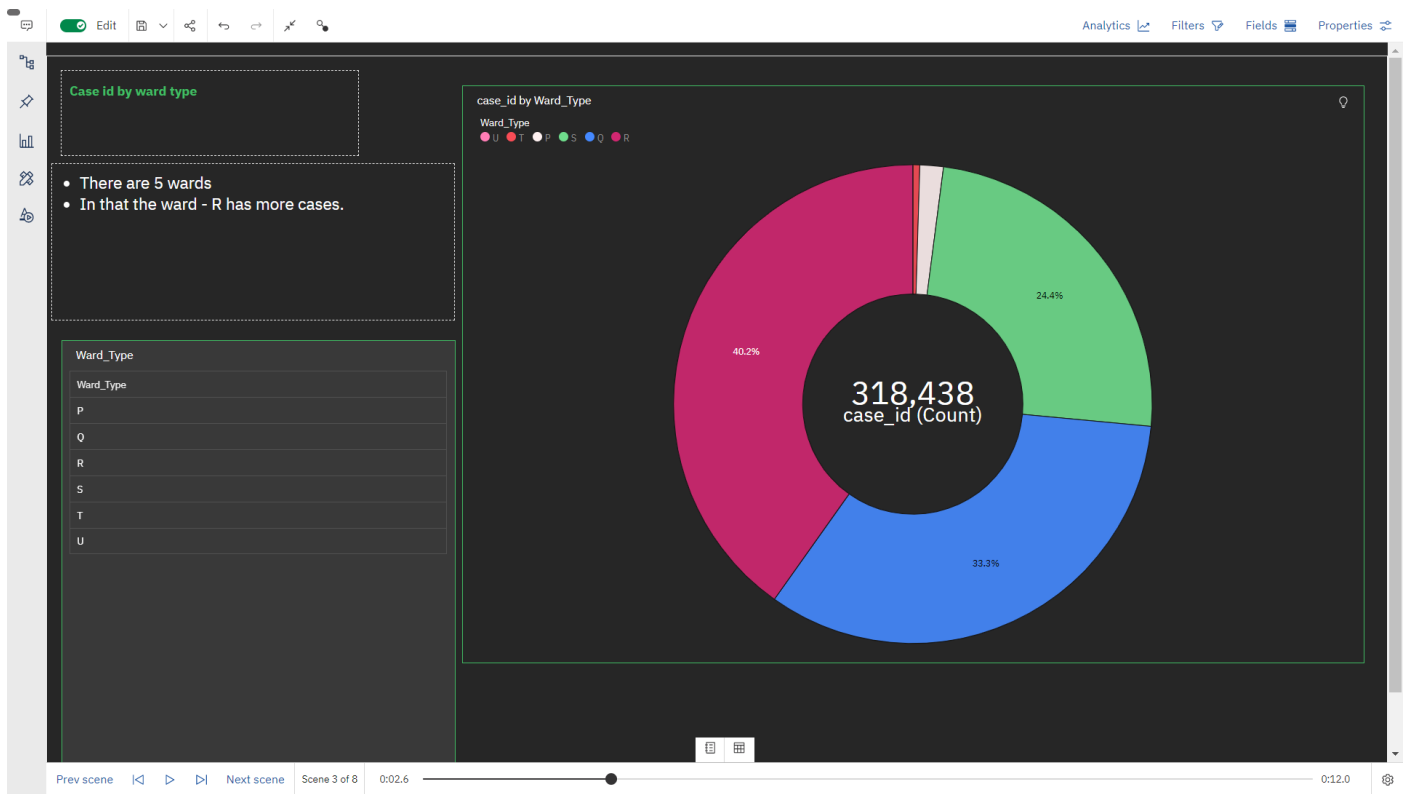 Edit
Analytics Filters Fields Properties
Case id by ward type
• There are 5 wards
• In that the ward - R has more cases.
Ward_Type
Ward_Type
P
Q
R
S
T
U
case_id by Ward_Type
Ward_Type
U T P S Q R
24.4%
40.2%
318,438
case_id (Count)
33.3%
Prev scene Next scene Scene 3 of 8 0:02.6 0:12.0